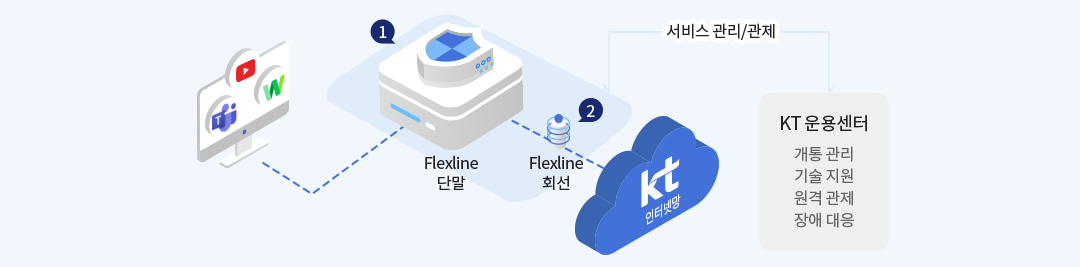 1
서비스 관리/관제
2
Flexline
단말
Flexline
회선
kt
인터넷망
KT 운용센터
개통 관리
기술 지원
원격 관제
장애 대응